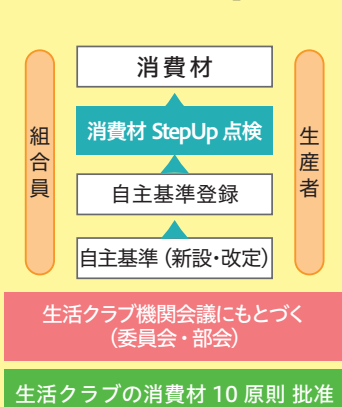 消費材
組合員
消費材 StepUp 点検
生産者
自主基準登録
自主基準（新設･改定）
生活クラブ機関会議にもとづく
（委員会・部会）
生活クラブの消費材 10 原則 批准